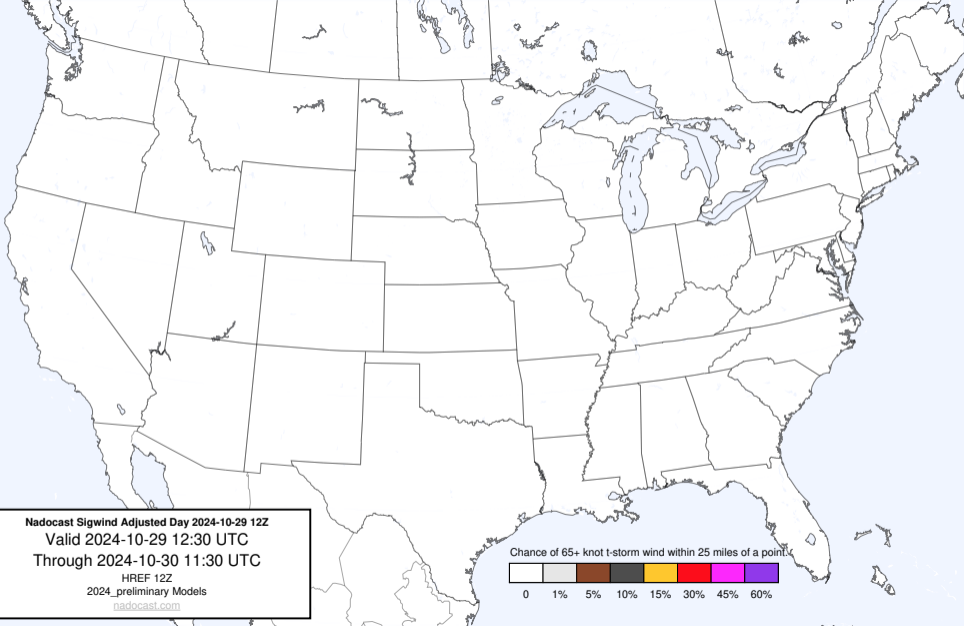 Nadocast Sigwind Adjusted Day 2024-10-29 12Z
Valid 2024-10-29 12:30 UTC
Through 2024-10-30 11:30 UTC
HREF 12Z
2024_preliminary Models
nadocast.com
Chance of 65+ knot t-storm wind within 25 miles of a point.
0 1% 5% 10% 15% 30% 45% 60%